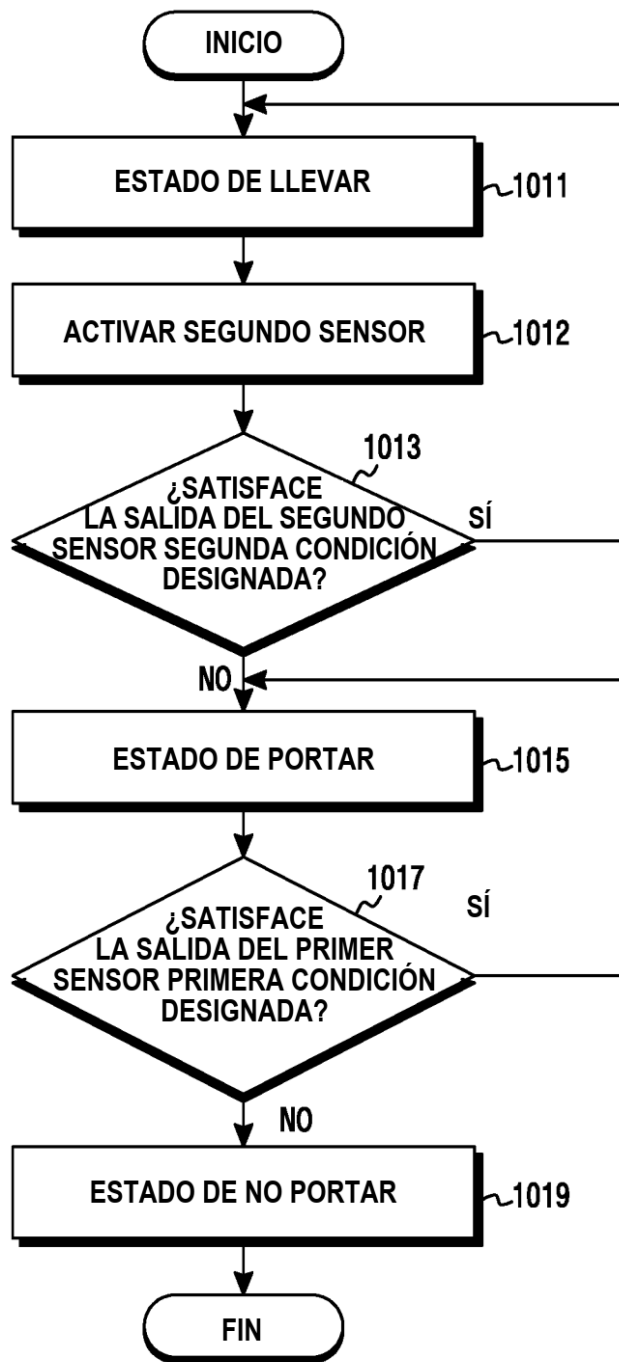 INICIO
ESTADO DE LLEVAR
1011
ACTIVAR SEGUNDO SENSOR
1012
1013
¿SATISFACE
LA SALIDA DEL SEGUNDO
SENSOR SEGUNDA CONDICIÓN
DESIGNADA?
SÍ
NO
ESTADO DE PORTAR
1015
1017
¿SATISFACE
LA SALIDA DEL PRIMER
SENSOR PRIMERA CONDICIÓN
DESIGNADA?
SÍ
NO
ESTADO DE NO PORTAR
1019
FIN